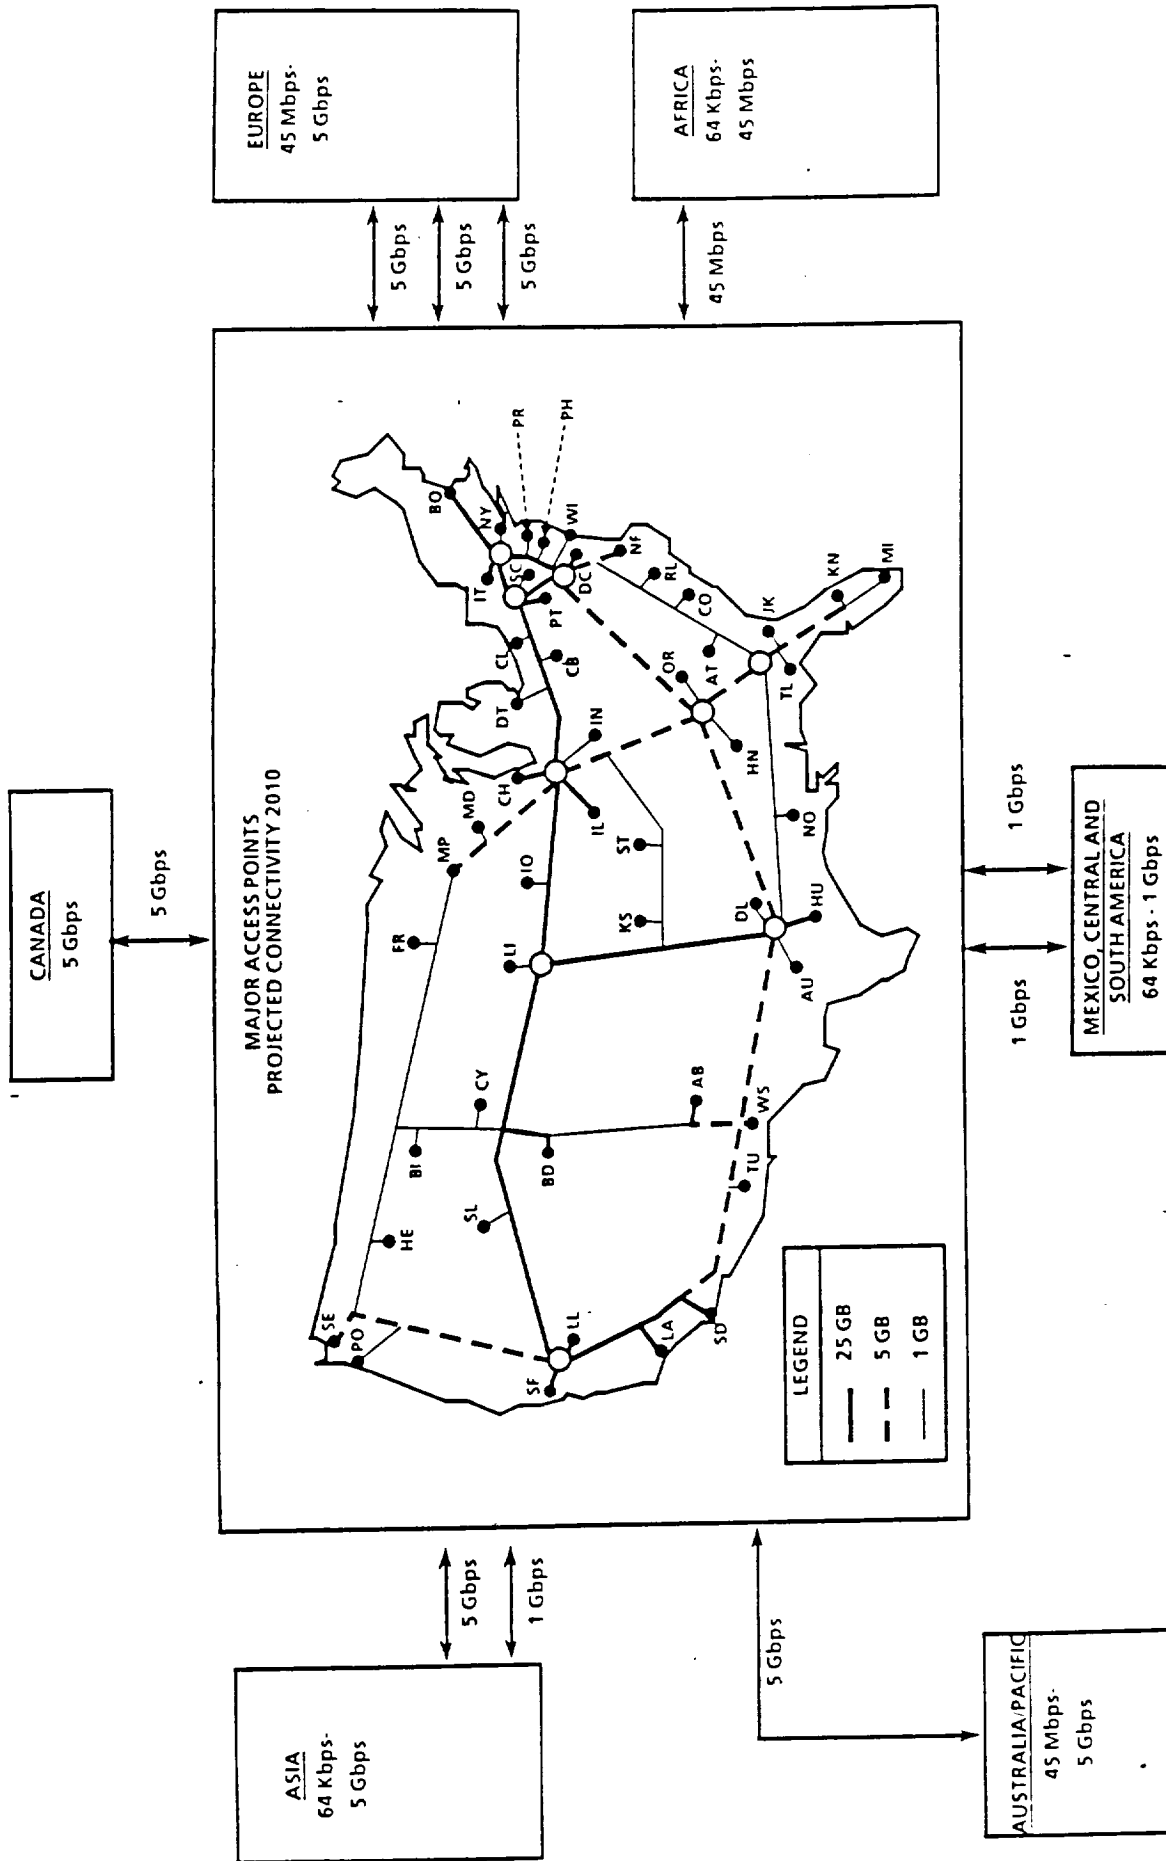 CANADA
5 Gbps
5 Gbps
MAJOR ACCESS POINTS
PROJECTED CONNECTIVITY 2010
ASIA
64 Kbps-
5 Gbps
5 Gbps
1 Gbps
EUROPE
45 Mbps-
5 Gbps
5 Gbps
5 Gbps
5 Gbps
AFRICA
64 Kbps-
45 Mbps
45 Mbps
SE
PO
HE
BI
CY
FR
MP
MD
CH
DT
CL
CB
IT
SC
PT
BO
NY
PR
PH
WI
DC
NF
RL
CO
AT
OR
HN
JK
TL
KN
MI
SF
LL
LA
SD
SL
BD
AB
WS
TU
LI
IO
IL
IN
KS
ST
DL
HU
AU
NO
LEGEND
25 GB
5 GB
1 GB
5 Gbps
AUSTRALIA/PACIFIC
45 Mbps-
5 Gbps
1 Gbps
1 Gbps
MEXICO, CENTRAL AND
SOUTH AMERICA
64 Kbps - 1 Gbps